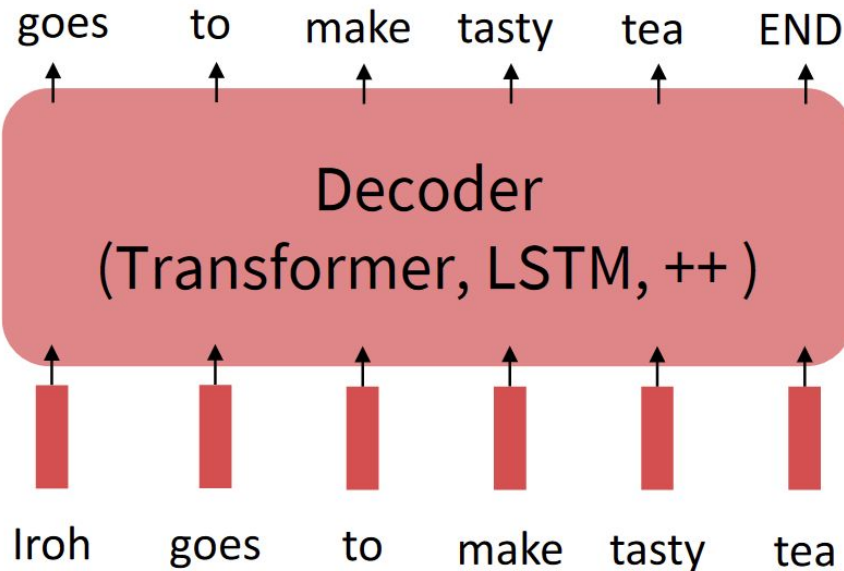 goes to make tasty tea END
Decoder
(Transformer, LSTM, ++ )
Iroh goes to make tasty tea